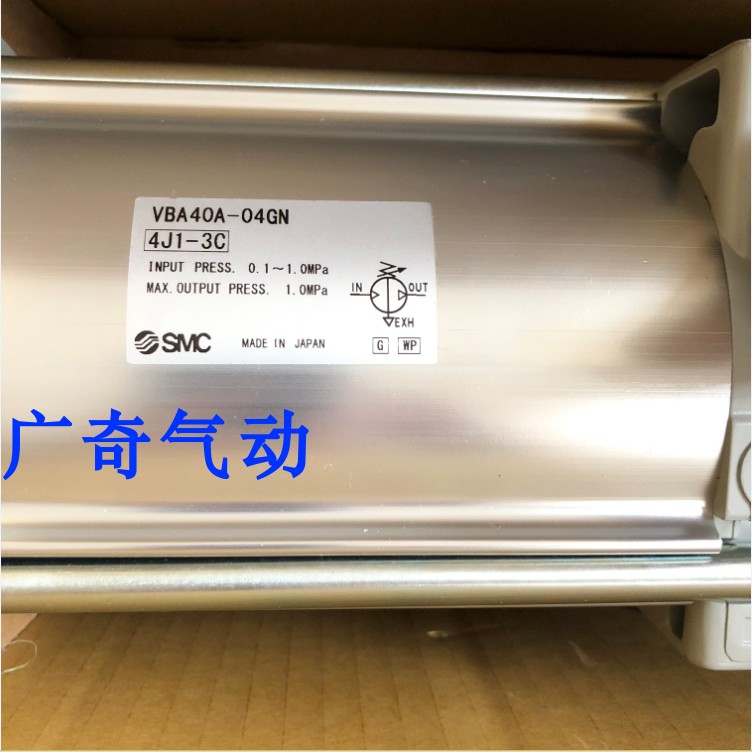 VBA40A-04GN
4J1-3C
INPUT PRESS. 0.1～1.0MPa
MAX. OUTPUT PRESS. 1.0MPa
IN OUT
EXH
SMC MADE IN JAPAN G WP
广奇气动